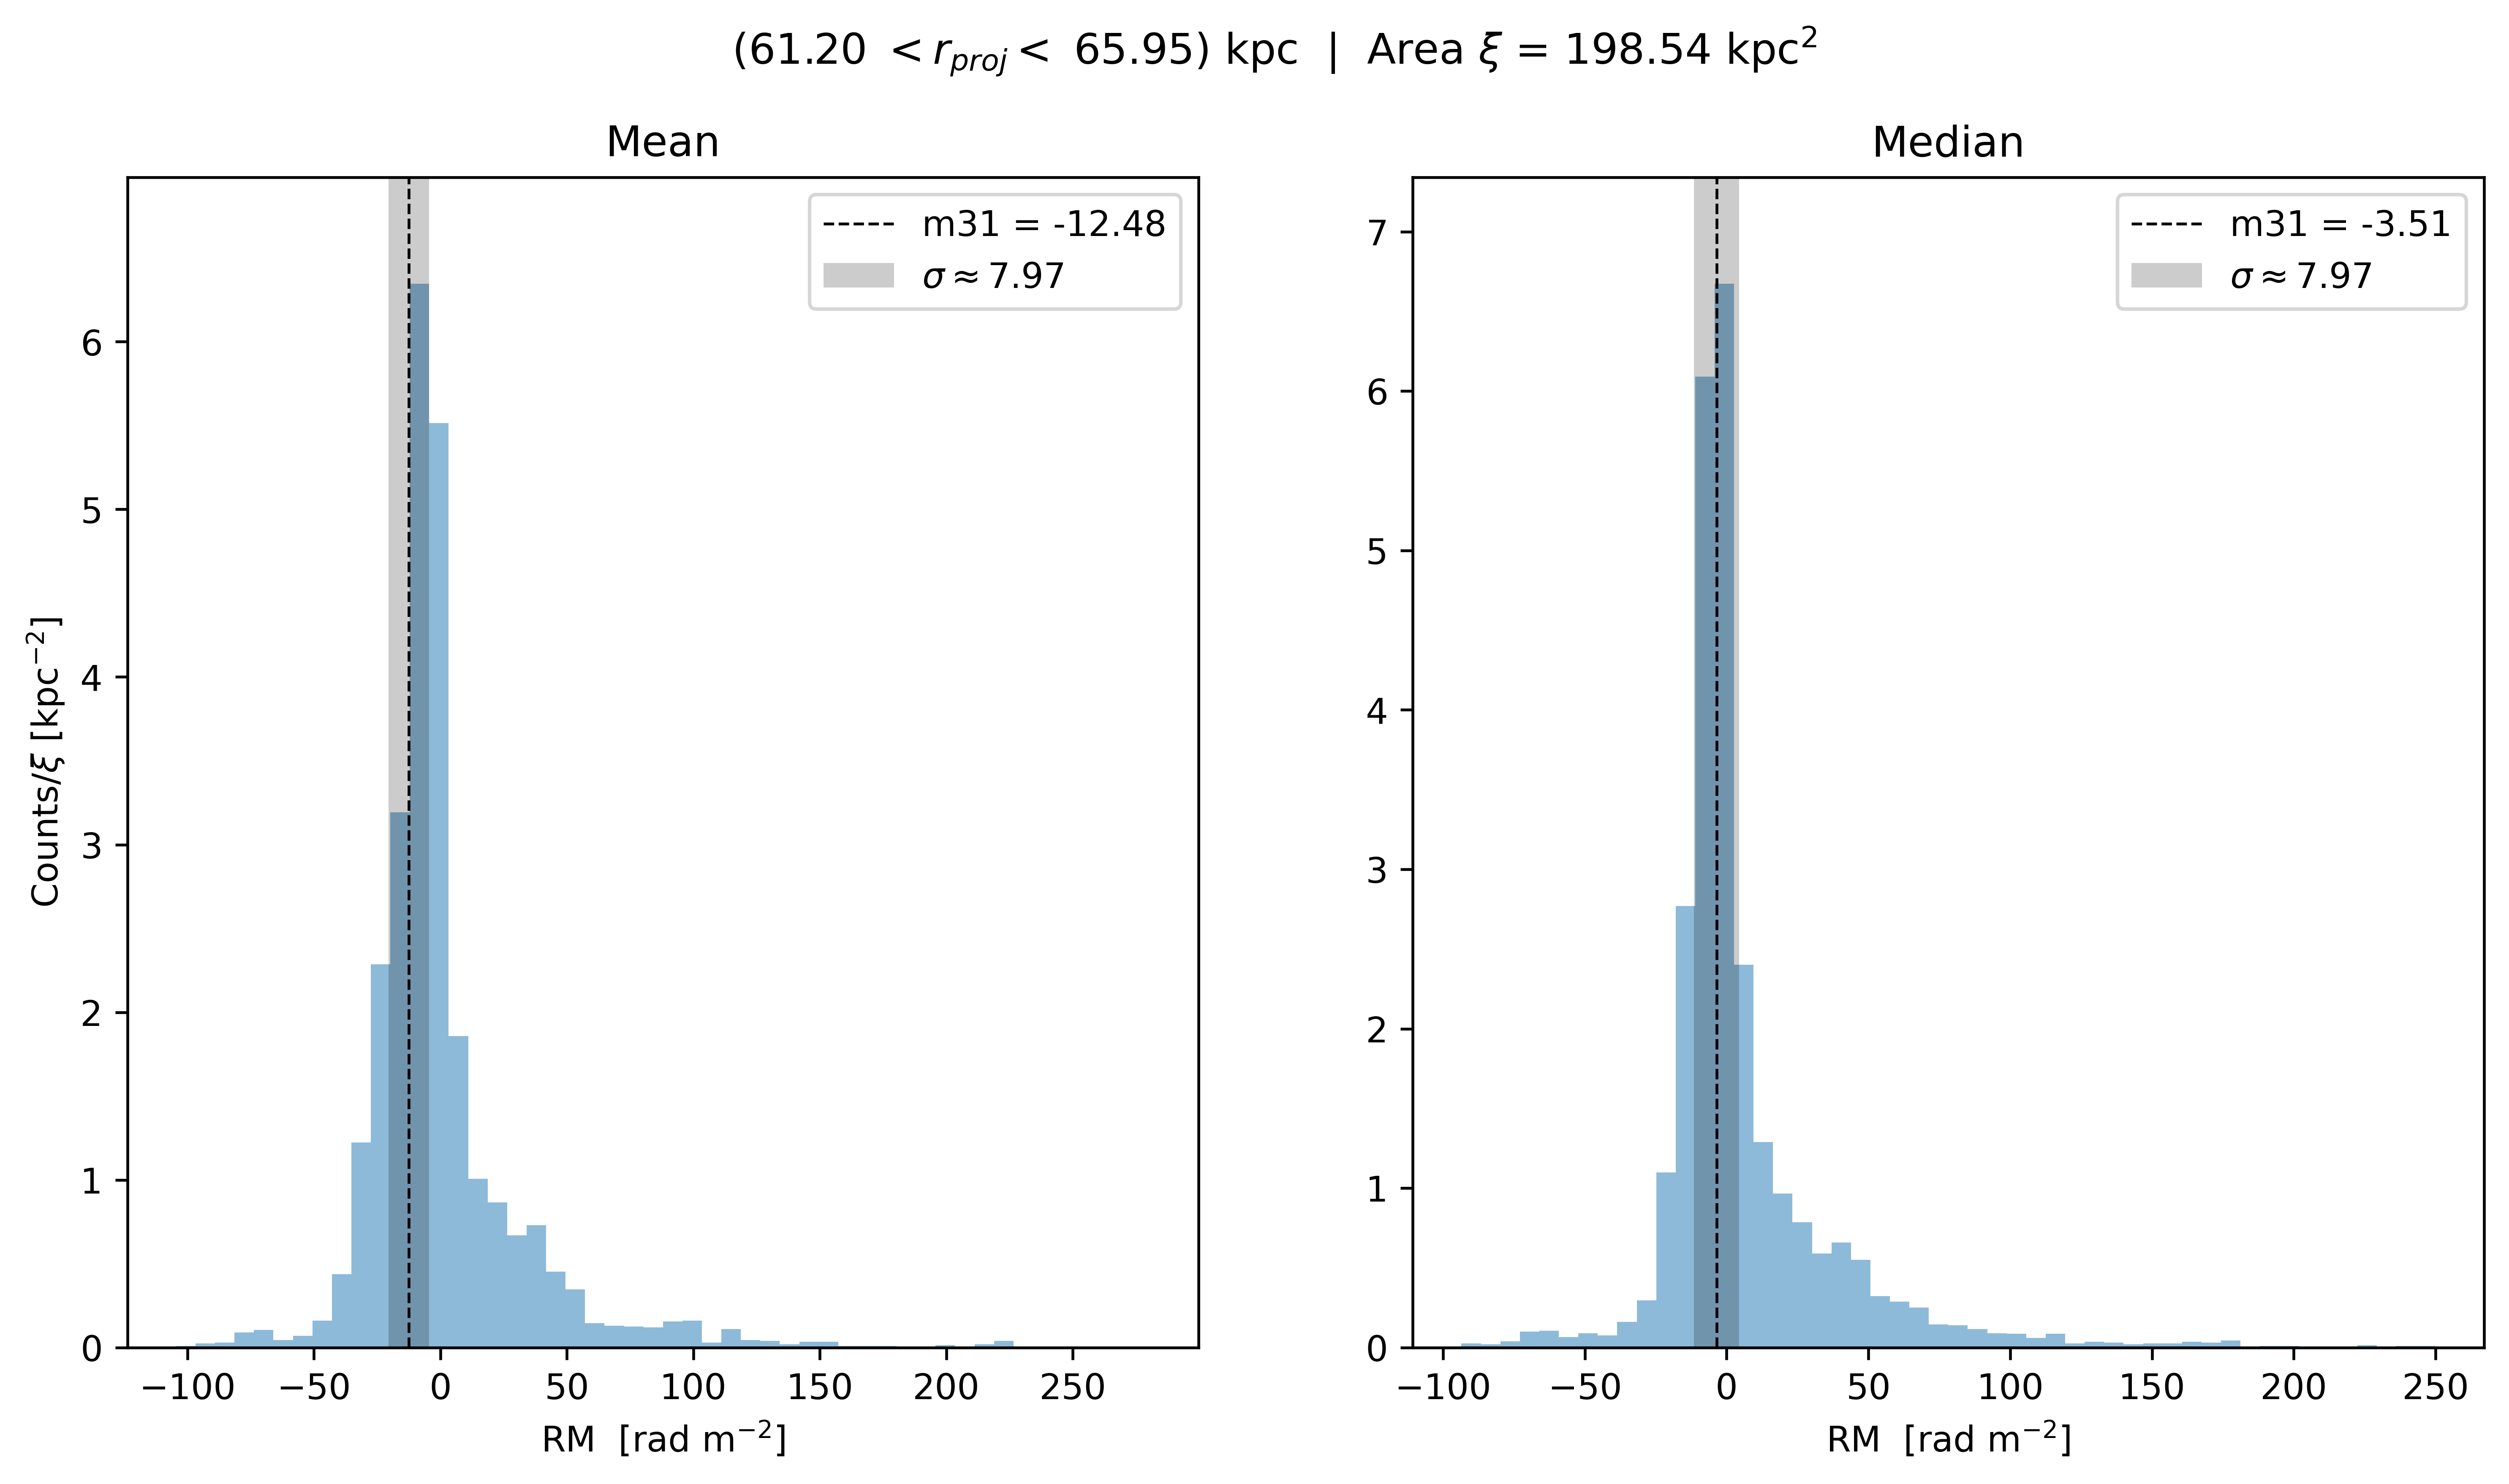 (61.20 < r_proj < 65.95) kpc | Area ξ = 198.54 kpc²
Mean
m31 = -12.48
σ ≈ 7.97
Counts/ξ [kpc⁻²]
6
5
4
3
2
1
0
−100 −50 0 50 100 150 200 250
RM [rad m⁻²]
Median
m31 = -3.51
σ ≈ 7.97
7
6
5
4
3
2
1
0
−100 −50 0 50 100 150 200 250
RM [rad m⁻²]